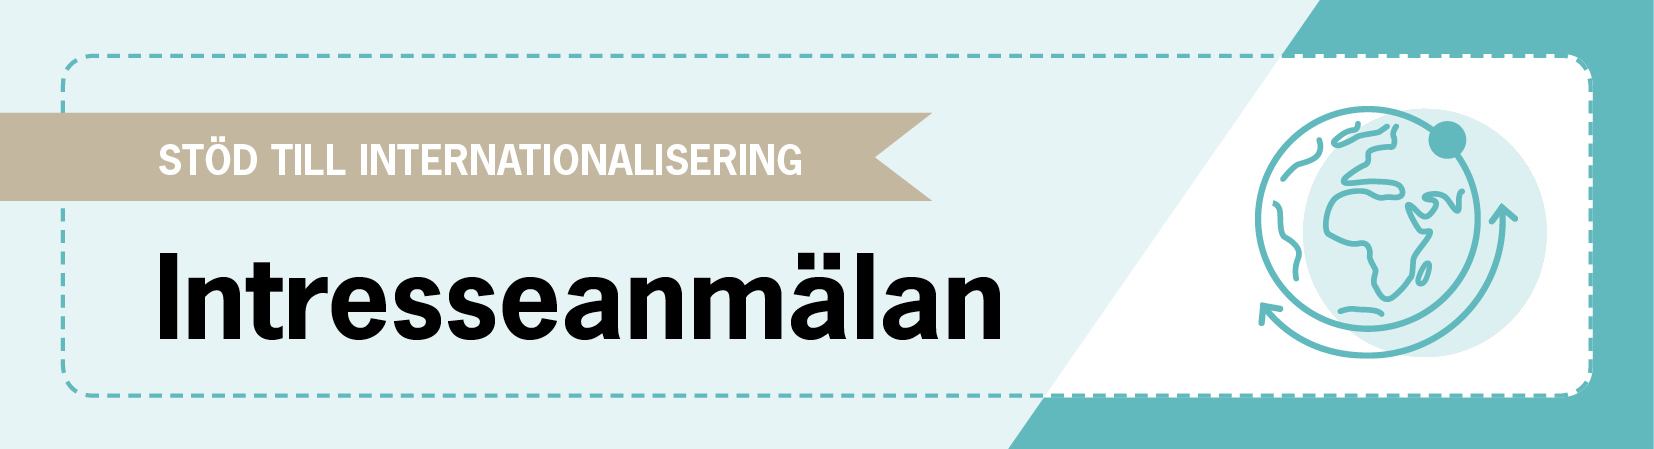 STÖD TILL INTERNATIONALISERING
Intresseanmälan